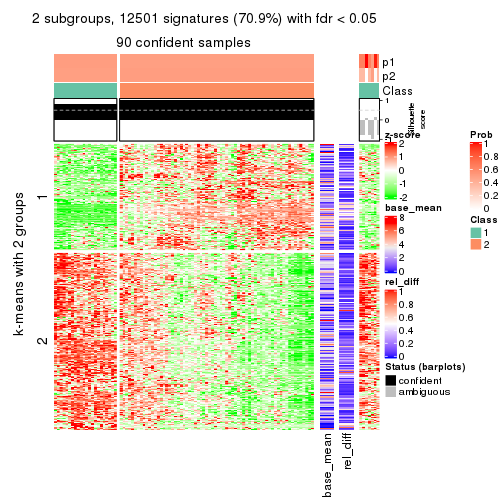 2 subgroups, 12501 signatures (70.9%) with fdr < 0.05
90 confident samples
p1
p2
Class
1
0
Silhouette
score
k-means with 2 groups
1
2
base_mean
rel_diff
z-score
2
1
0
-1
-2
base_mean
8
6
4
2
0
rel_diff
1
0.8
0.6
0.4
0.2
0
Status (barplots)
confident
ambiguous
Prob
1
0.8
0.6
0.4
0.2
0
Class
1
2